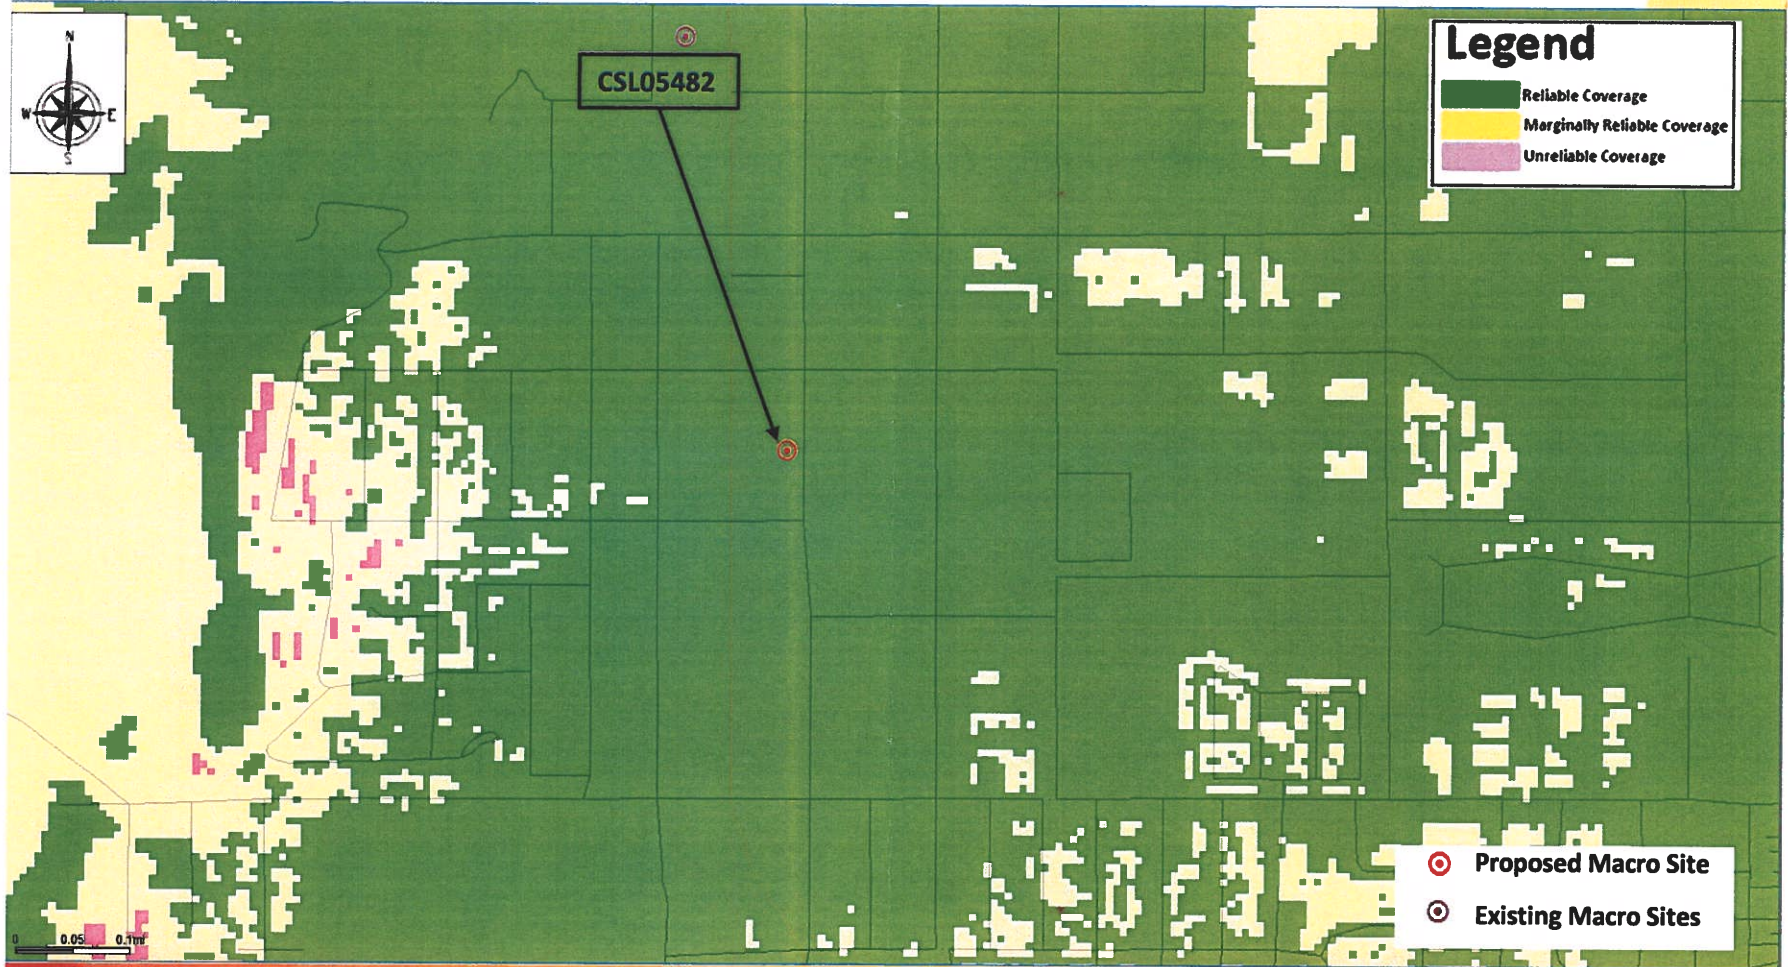 N
W E
S
CSL05482
Legend
Reliable Coverage
Marginally Reliable Coverage
Unreliable Coverage
Proposed Macro Site
Existing Macro Sites
0 0.05 0.1mi